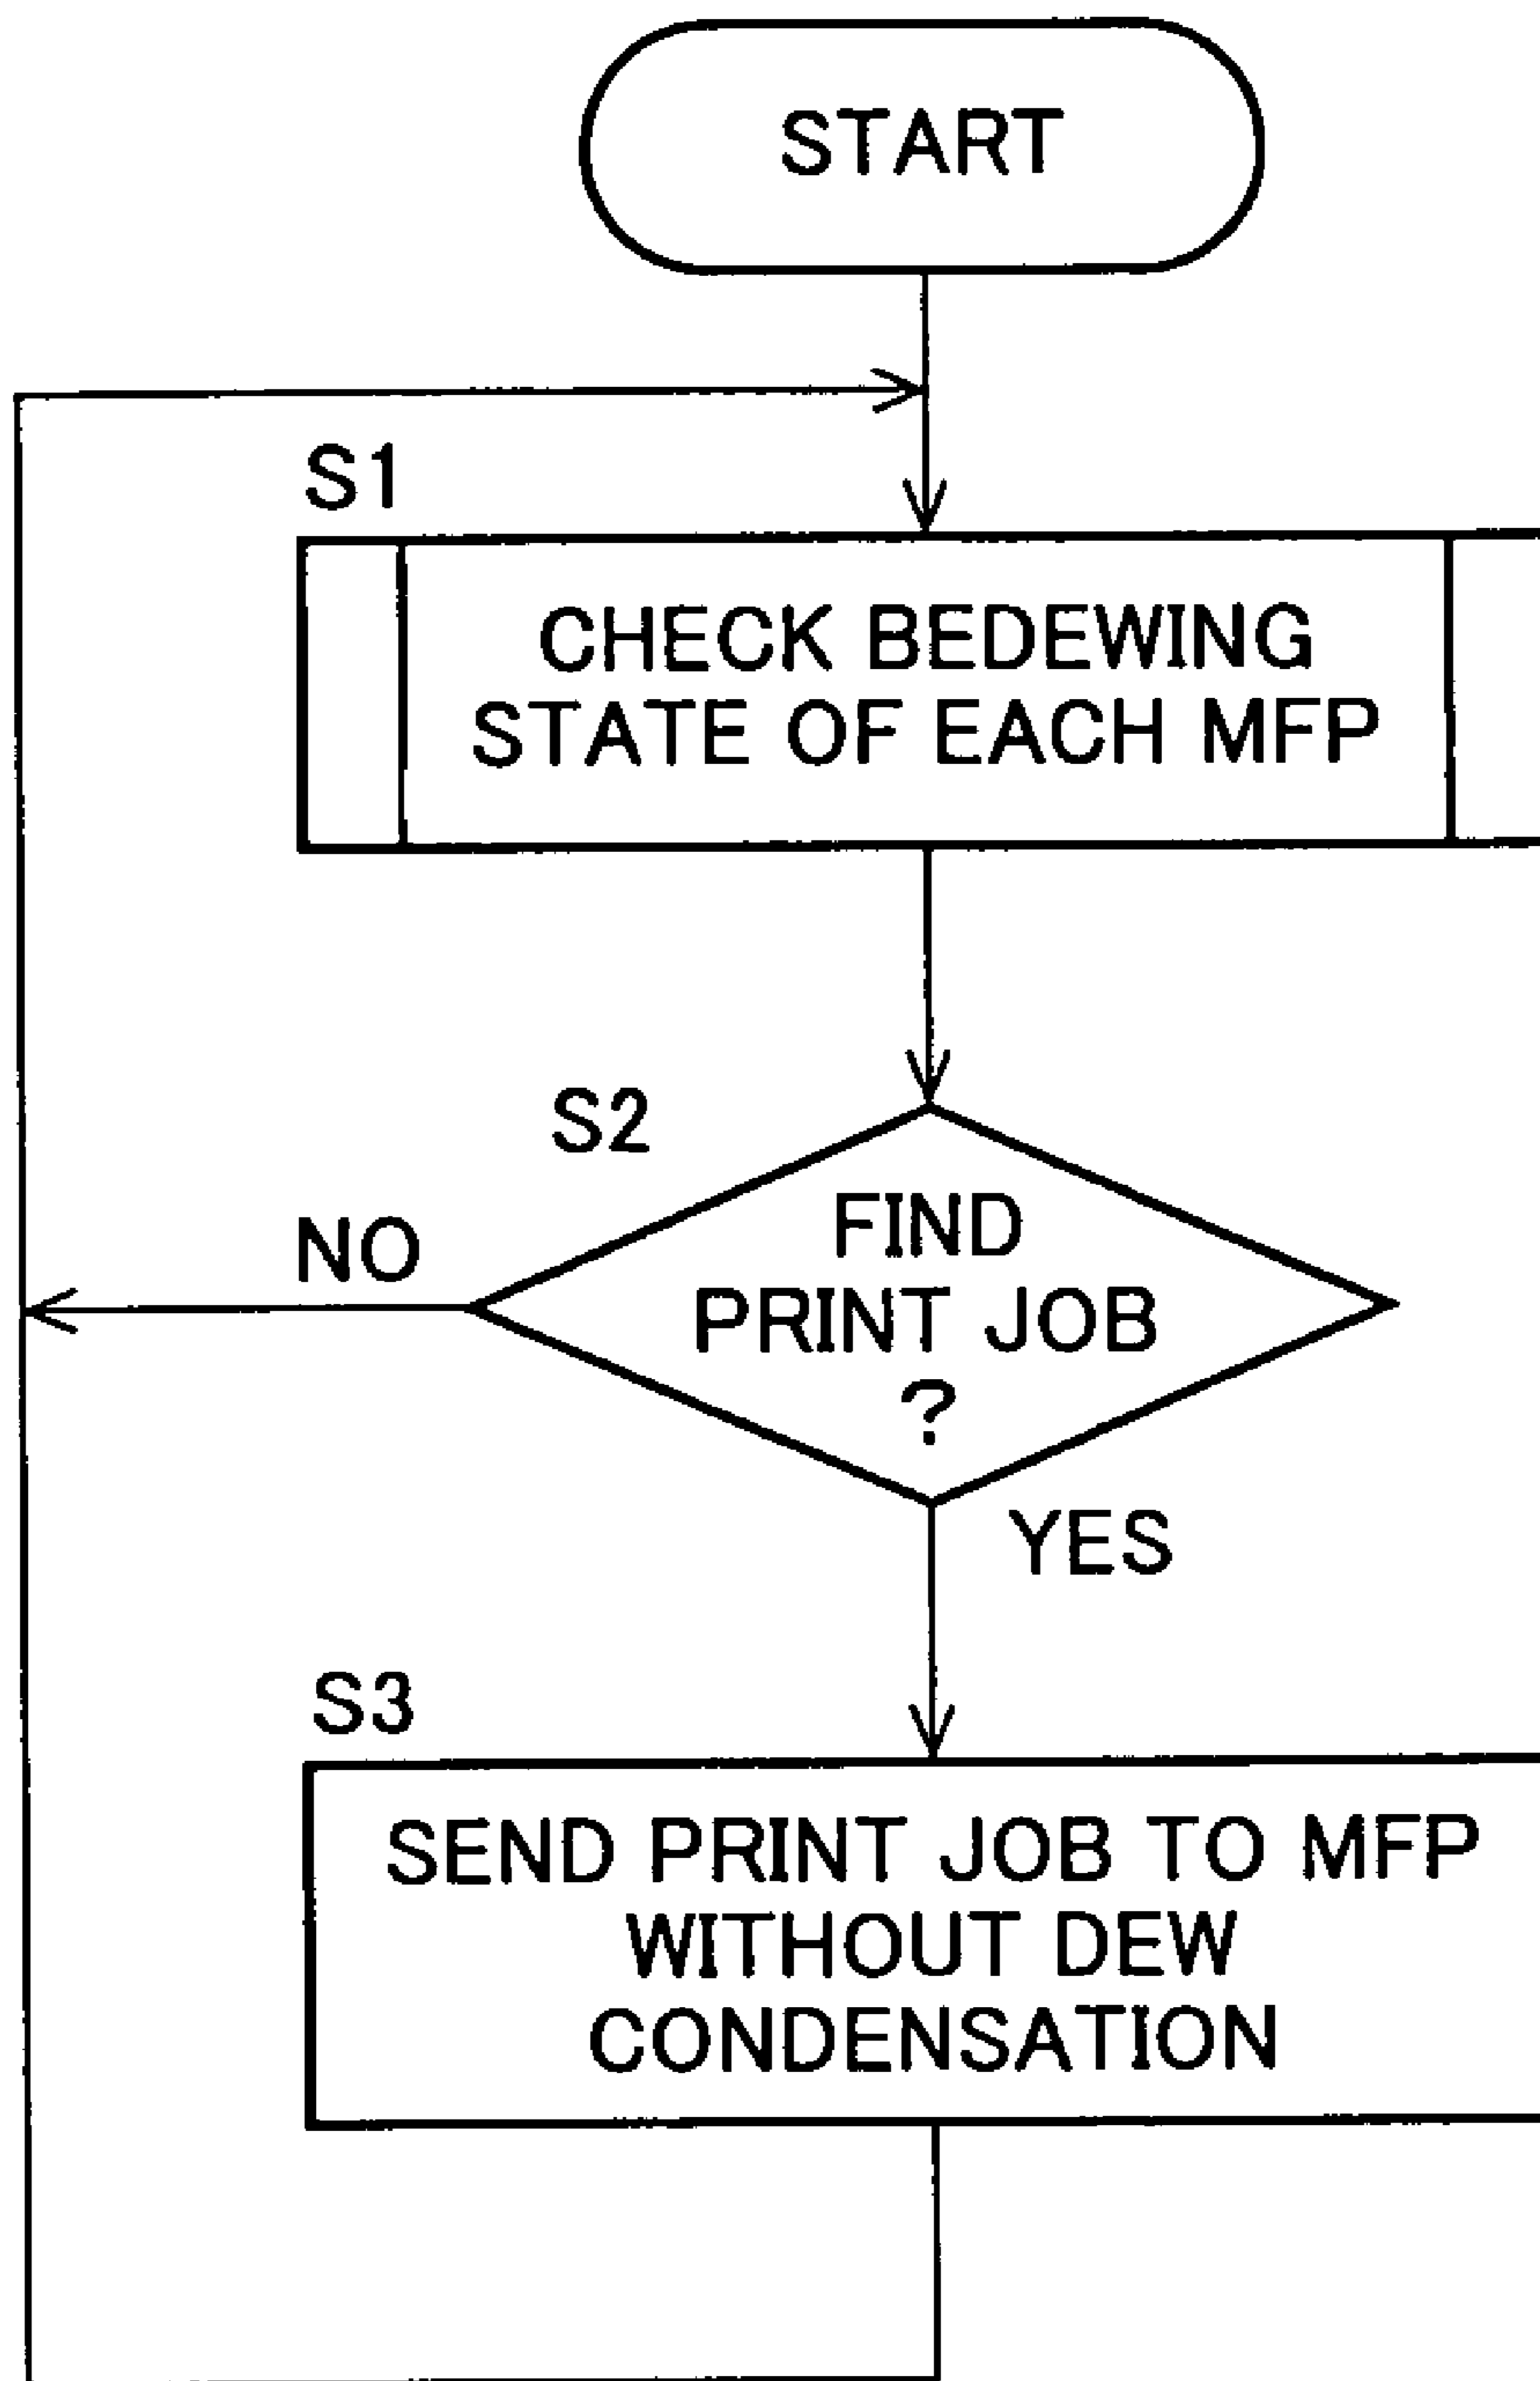 START
S1
CHECK BEDEWING
STATE OF EACH MFP
S2
FIND
PRINT JOB
?
NO
YES
S3
SEND PRINT JOB TO MFP
WITHOUT DEW
CONDENSATION